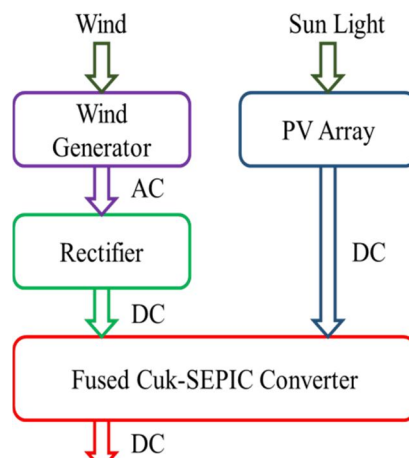 Wind
Sun Light
Wind
Generator
PV Array
AC
Rectifier
DC
DC
Fused Cuk-SEPIC Converter
DC